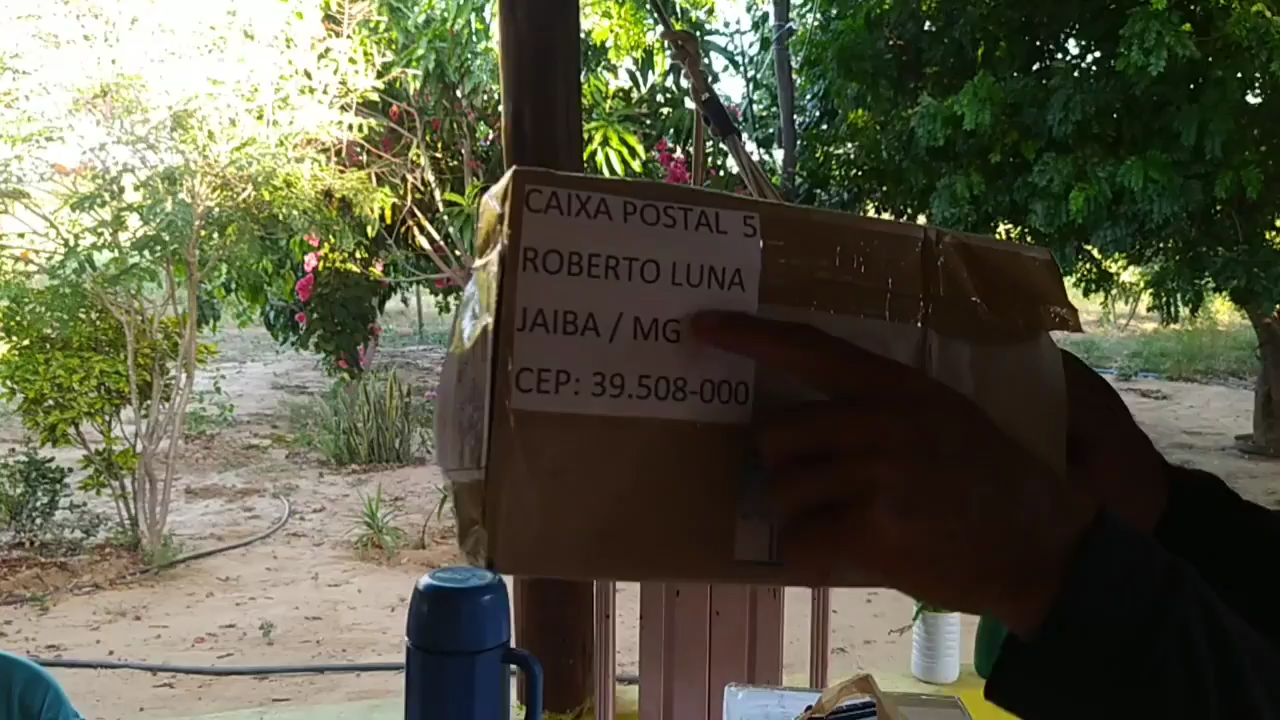 CAIXA POSTAL 5
ROBERTO LUNA
JAIBA / MG
CEP: 39.508-000